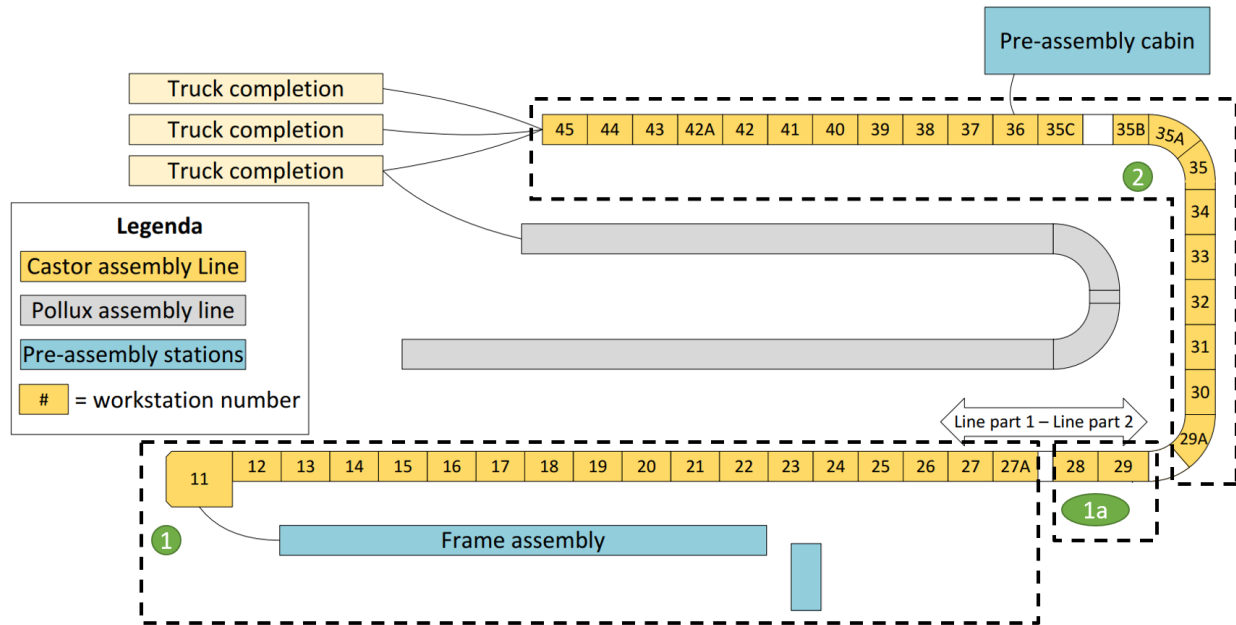 Pre-assembly cabin
Truck completion
Truck completion
Truck completion
45 44 43 42A 42 41 40 39 38 37 36 35C 35B 35A
35
34
33
32
31
30
29A
2
Legenda
Castor assembly Line
Pollux assembly line
Pre-assembly stations
# = workstation number
Line part 1 – Line part 2
11 12 13 14 15 16 17 18 19 20 21 22 23 24 25 26 27 27A 28 29
1a
1
Frame assembly